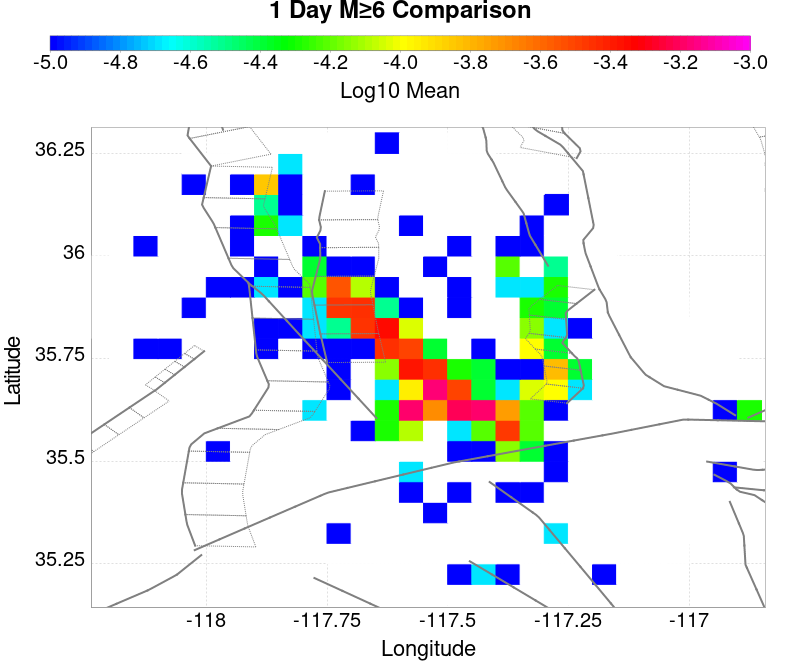 1 Day M≥6 Comparison
-5.0 -4.8 -4.6 -4.4 -4.2 -4.0 -3.8 -3.6 -3.4 -3.2 -3.0
Log10 Mean
36.25
36
35.75
35.5
35.25
Latitude
-118 -117.75 -117.5 -117.25 -117
Longitude